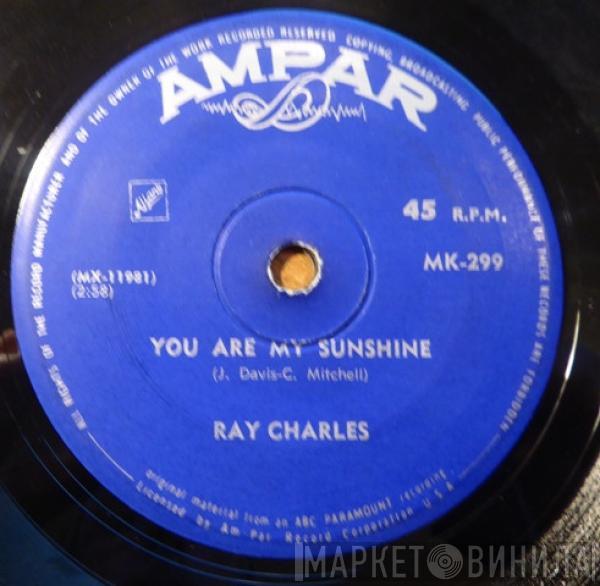 ALL RIGHTS OF THE RECORD MANUFACTURER AND OF THE OWNER OF THE WORK RECORDED RESERVED COPYING, BROADCASTING PUBLIC PERFORMANCE OF THESE RECORDS ARE FORBIDDEN
AMPAR
45 R.P.M.
MK-299
(MX-11981)
(2:58)
YOU ARE MY SUNSHINE
(J. Davis-C. Mitchell)
RAY CHARLES
original material from an ABC PARAMOUNT recording
Licensed by Am Par Record Corporation U S A
МАРКЕТ ВИНИЛА